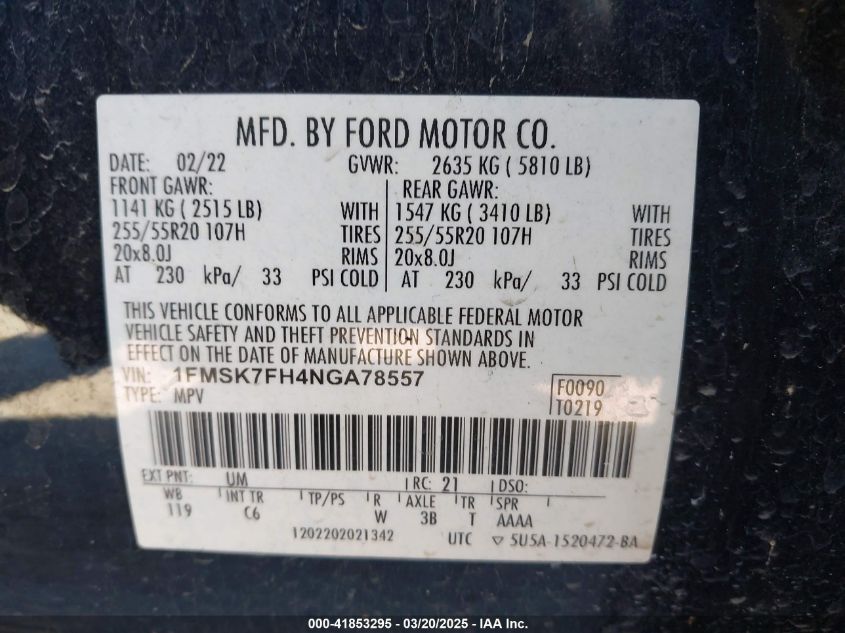 MFD. BY FORD MOTOR CO.
DATE: 02/22 GVWR: 2635 KG ( 5810 LB)
FRONT GAWR: REAR GAWR:
1141 KG ( 2515 LB) WITH 1547 KG ( 3410 LB) WITH
255/55R20 107H TIRES 255/55R20 107H TIRES
20x8.0J RIMS 20x8.0J RIMS
AT 230 kPa/ 33 PSI COLD AT 230 kPa/ 33 PSI COLD
THIS VEHICLE CONFORMS TO ALL APPLICABLE FEDERAL MOTOR
VEHICLE SAFETY AND THEFT PREVENTION STANDARDS IN
EFFECT ON THE DATE OF MANUFACTURE SHOWN ABOVE.
VIN: 1FMSK7FH4NGA78557 F0090
TYPE: MPV T0219
EXT PNT: UM RC: 21 DSO:
WB INT TR TP/PS R AXLE TR SPR
119 C6 W 3B T AAAA
1202202021342 UTC ▽ 5U5A-1520472-BA
000-41853295 - 03/20/2025 - IAA Inc.